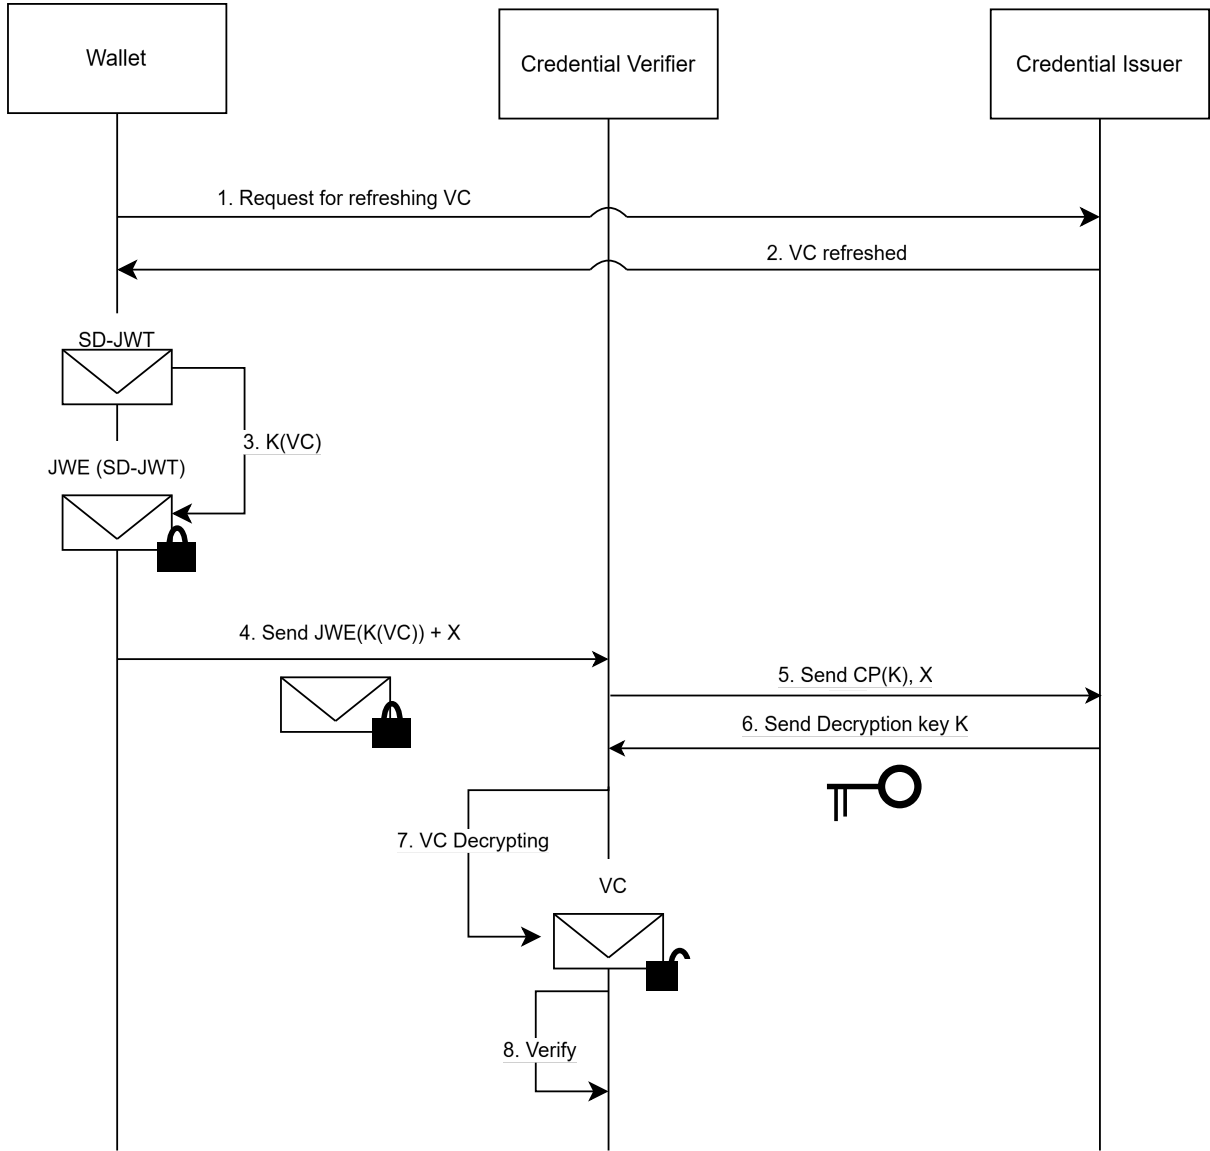 Wallet
Credential Verifier
Credential Issuer
1. Request for refreshing VC
2. VC refreshed
SD-JWT
3. K(VC)
JWE (SD-JWT)
4. Send JWE(K(VC)) + X
5. Send CP(K), X
6. Send Decryption key K
7. VC Decrypting
VC
8. Verify